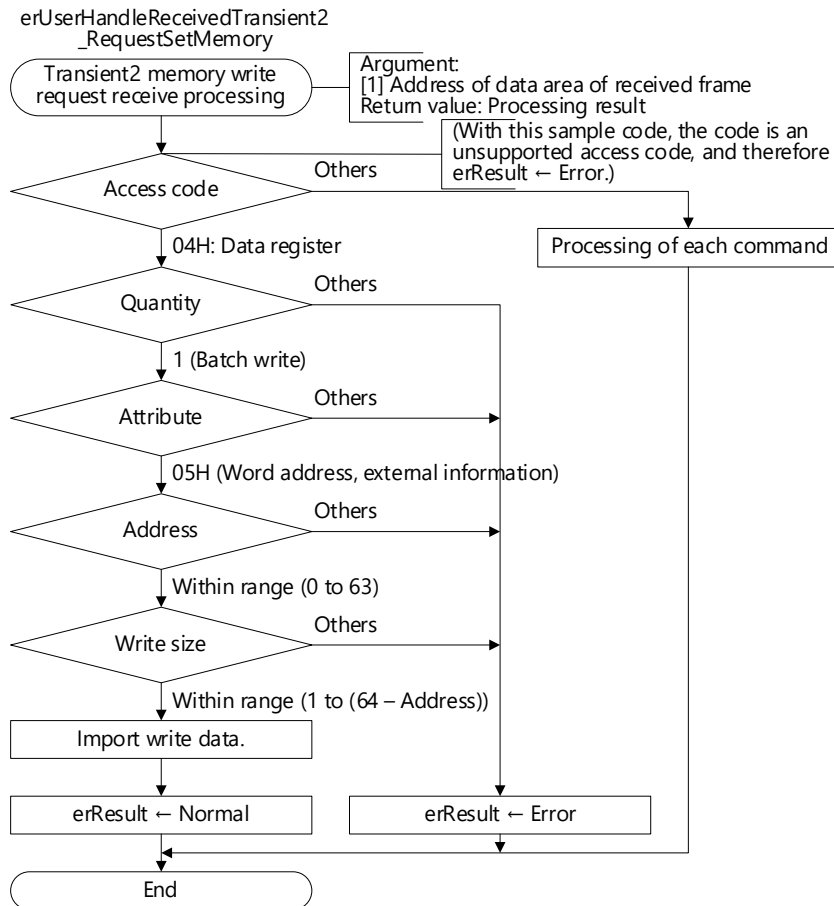 erUserHandleReceivedTransient2
_RequestSetMemory
Transient2 memory write
request receive processing
Argument:
[1] Address of data area of received frame
Return value: Processing result
(With this sample code, the code is an
unsupported access code, and therefore
erResult ← Error.)
Access code
Others
Processing of each command
04H: Data register
Quantity
Others
1 (Batch write)
Attribute
Others
05H (Word address, external information)
Address
Others
Within range (0 to 63)
Write size
Others
Within range (1 to (64 – Address))
Import write data.
erResult ← Normal
erResult ← Error
End